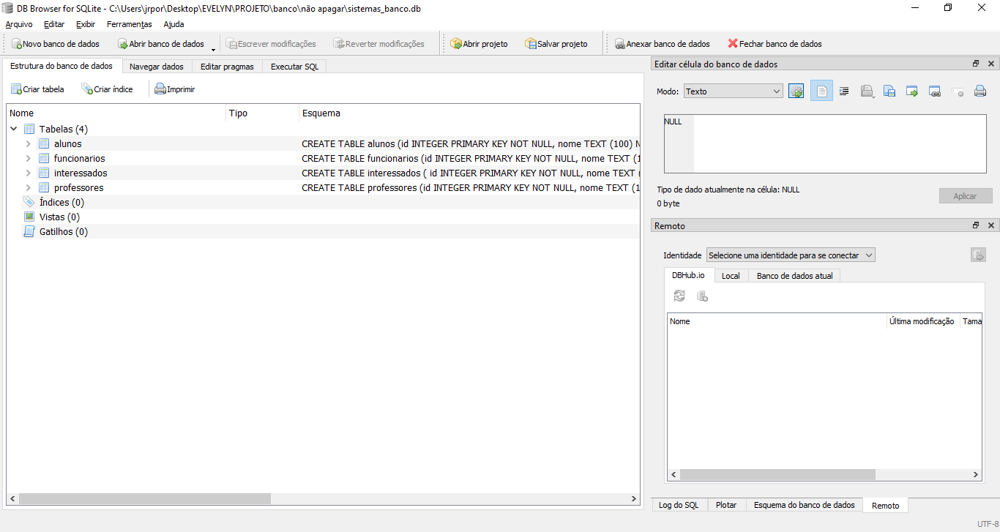 DB Browser for SQLite - C:\Users\jrpor\Desktop\EVELYN\PROJETO\banco\não apagar\sistemas_banco.db
Arquivo Editar Exibir Ferramentas Ajuda
Novo banco de dados Abrir banco de dados Escrever modificações Reverter modificações Abrir projeto Salvar projeto Anexar banco de dados Fechar banco de dados
Estrutura do banco de dados Navegar dados Editar pragmas Executar SQL
Criar tabela Criar índice Imprimir
Nome Tipo Esquema
Tabelas (4)
alunos CREATE TABLE alunos (id INTEGER PRIMARY KEY NOT NULL, nome TEXT (100) N
funcionarios CREATE TABLE funcionarios (id INTEGER PRIMARY KEY NOT NULL, nome TEXT (1
interessados CREATE TABLE interessados ( id INTEGER PRIMARY KEY NOT NULL, nome TEXT (
professores CREATE TABLE professores (id INTEGER PRIMARY KEY NOT NULL, nome TEXT (1
Índices (0)
Vistas (0)
Gatilhos (0)
Editar célula do banco de dados
Modo: Texto
NULL
Tipo de dado atualmente na célula: NULL
0 byte
Aplicar
Remoto
Identidade Selecione uma identidade para se conectar
DBHub.io Local Banco de dados atual
Nome Última modificação Tama
Log do SQL Plotar Esquema do banco de dados Remoto
UTF-8